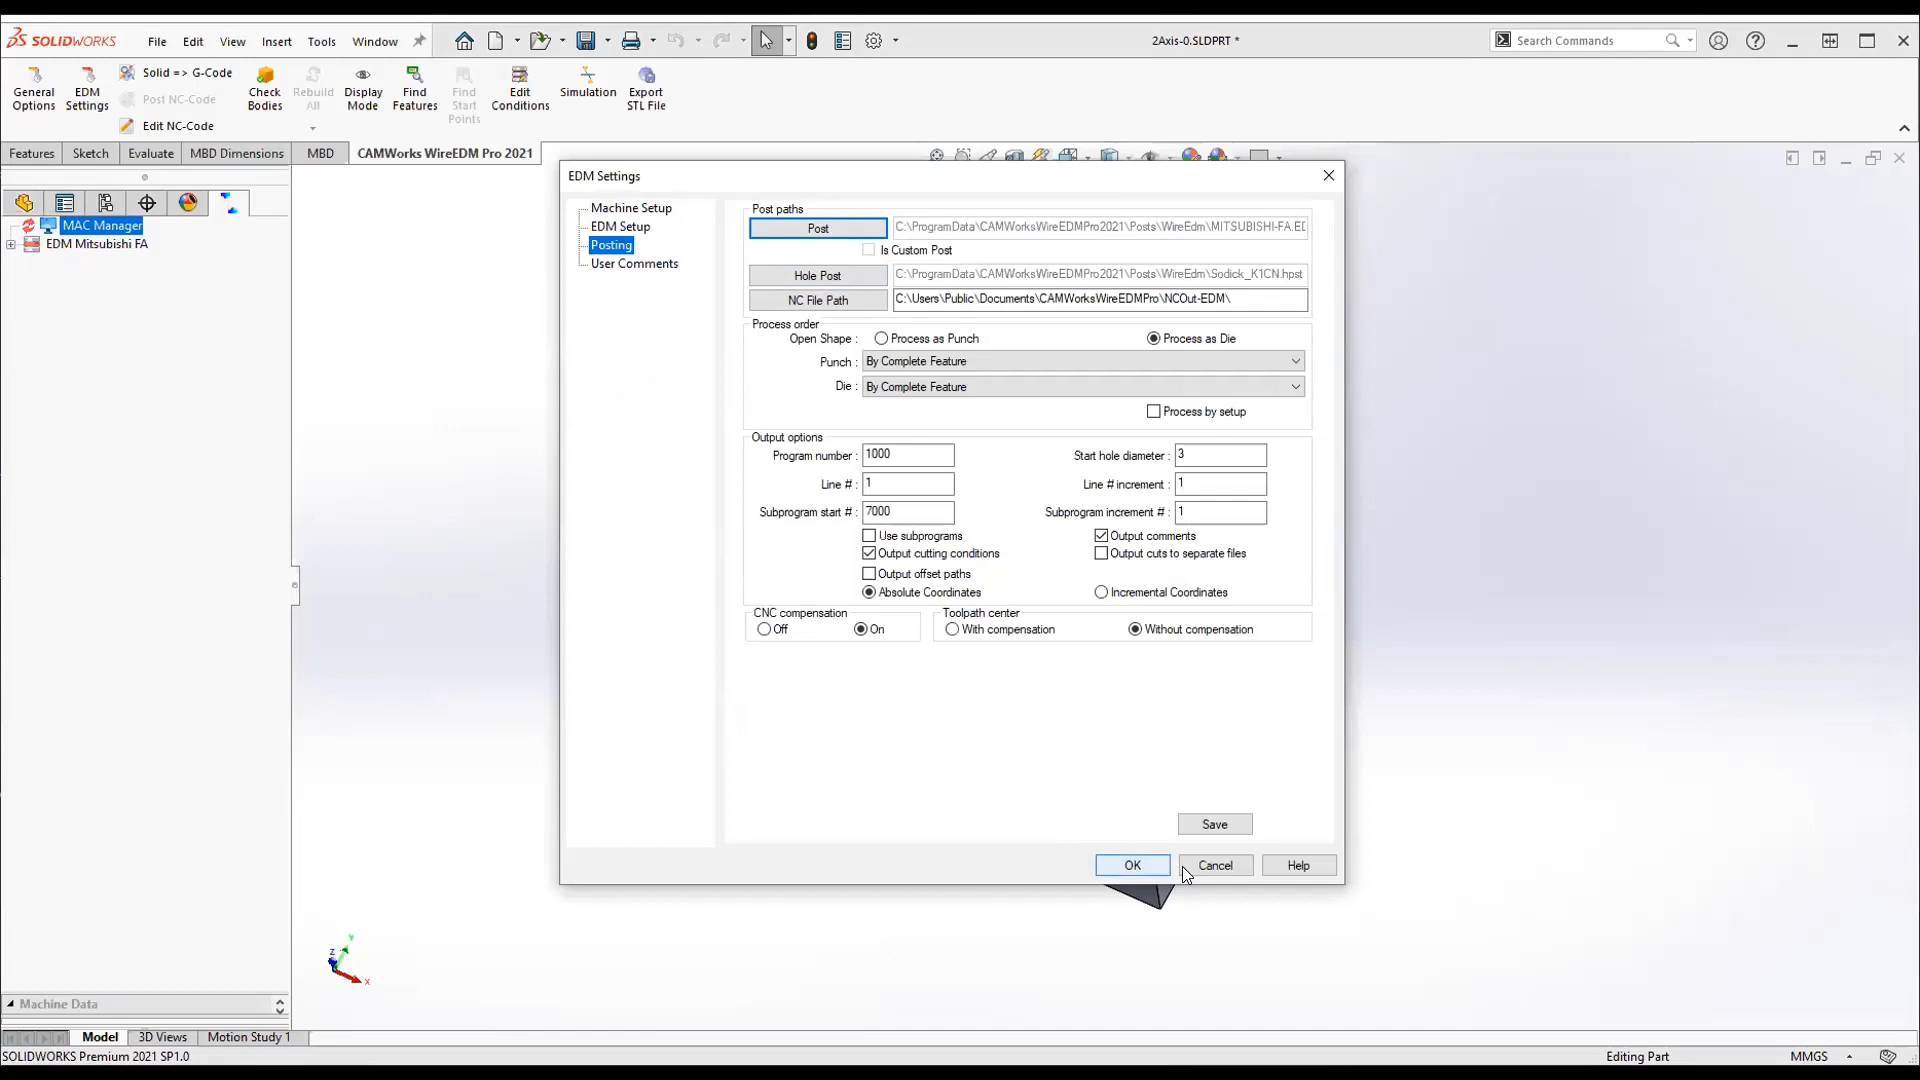 SOLIDWORKS File Edit View Insert Tools Window 2Axis-0.SLDPRT * Search Commands
General Options
EDM Settings
Solid => G-Code
Post NC-Code
Edit NC-Code
Check Bodies
Rebuild All
Display Mode
Find Features
Find Start Points
Edit Conditions
Simulation
Export STL File
Features Sketch Evaluate MBD Dimensions MBD CAMWorks WireEDM Pro 2021
MAC Manager
EDM Mitsubishi FA
EDM Settings
Machine Setup
EDM Setup
Posting
User Comments
Post paths
Post C:\ProgramData\CAMWorksWireEDMPro2021\Posts\WireEdm\MITSUBISHI-FA.ED
Is Custom Post
Hole Post C:\ProgramData\CAMWorksWireEDMPro2021\Posts\WireEdm\Sodick_K1CN.hpst
NC File Path C:\Users\Public\Documents\CAMWorksWireEDMPro\NCOut-EDM\
Process order
Open Shape : Process as Punch Process as Die
Punch : By Complete Feature
Die : By Complete Feature
Process by setup
Output options
Program number : 1000 Start hole diameter : 3
Line # : 1 Line # increment : 1
Subprogram start # : 7000 Subprogram increment # : 1
Use subprograms Output comments
Output cutting conditions Output cuts to separate files
Output offset paths
Absolute Coordinates Incremental Coordinates
CNC compensation Toolpath center
Off On With compensation Without compensation
Save
OK Cancel Help
Y
Z
X
Machine Data
Model 3D Views Motion Study 1
SOLIDWORKS Premium 2021 SP1.0 Editing Part MMGS